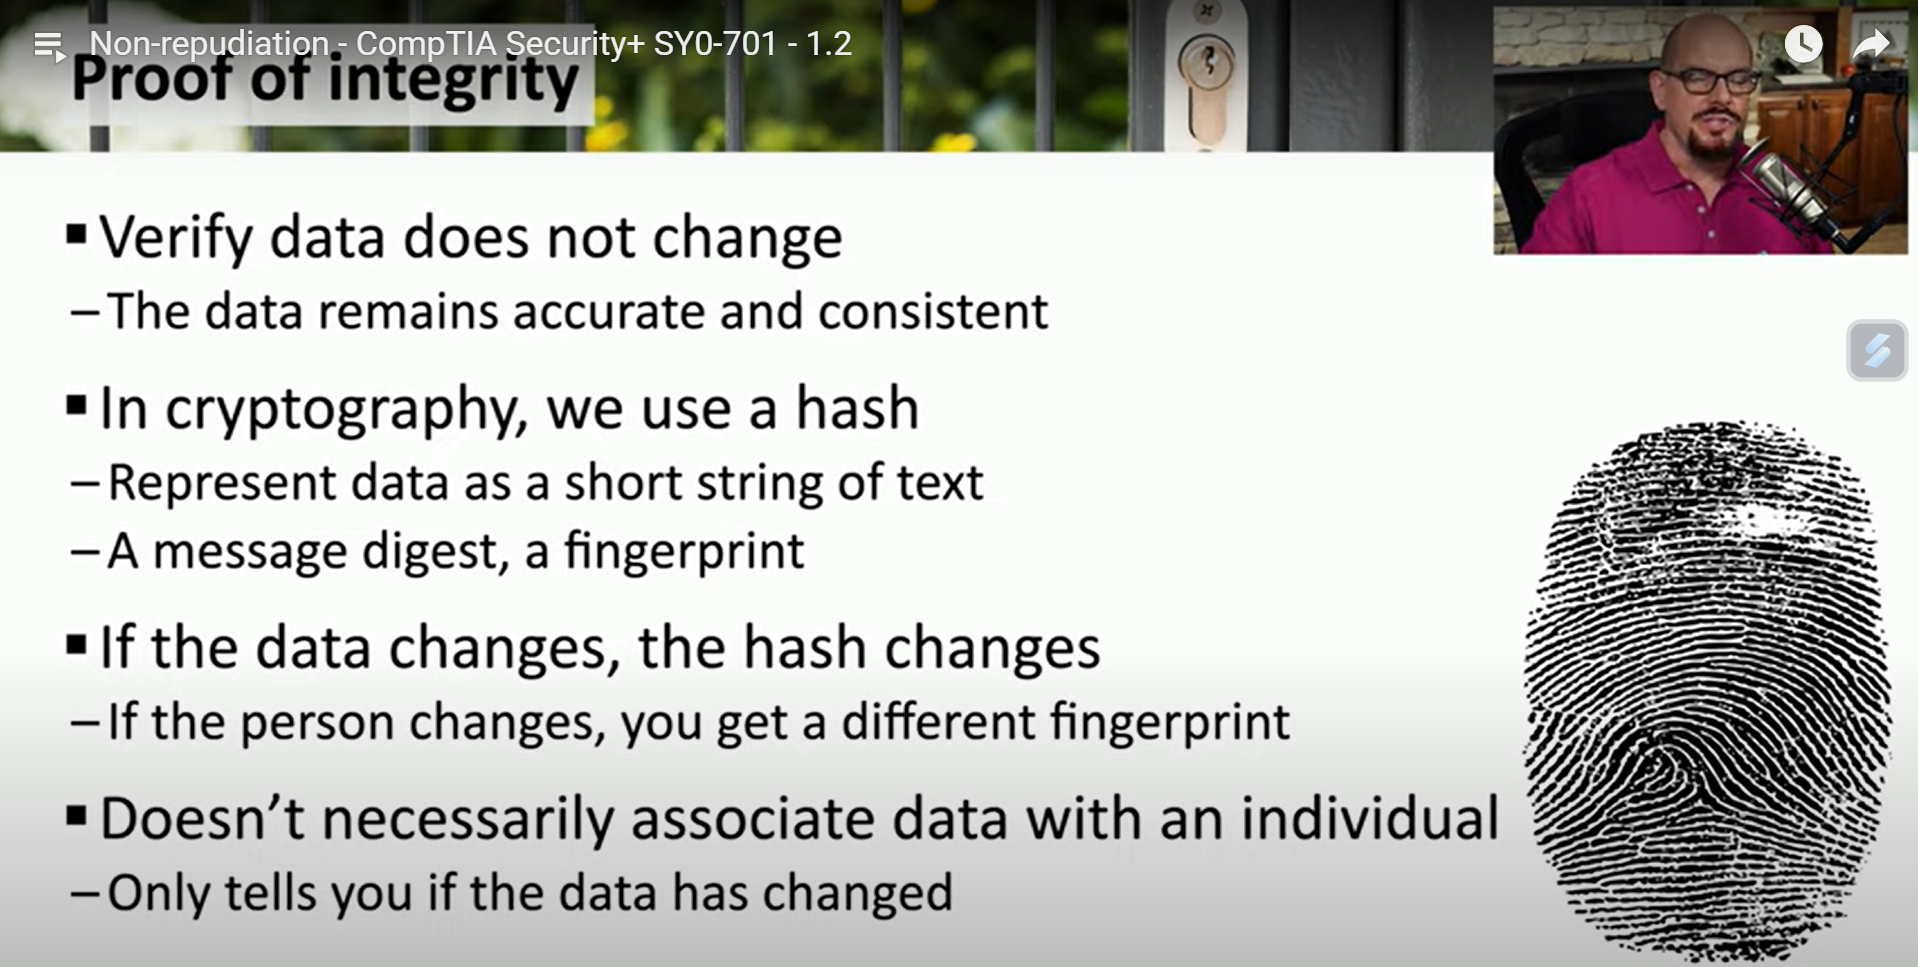 Non-repudiation - CompTIA Security+ SY0-701 - 1.2
Proof of integrity
▪ Verify data does not change
– The data remains accurate and consistent
▪ In cryptography, we use a hash
– Represent data as a short string of text
– A message digest, a fingerprint
▪ If the data changes, the hash changes
– If the person changes, you get a different fingerprint
▪ Doesn’t necessarily associate data with an individual
– Only tells you if the data has changed